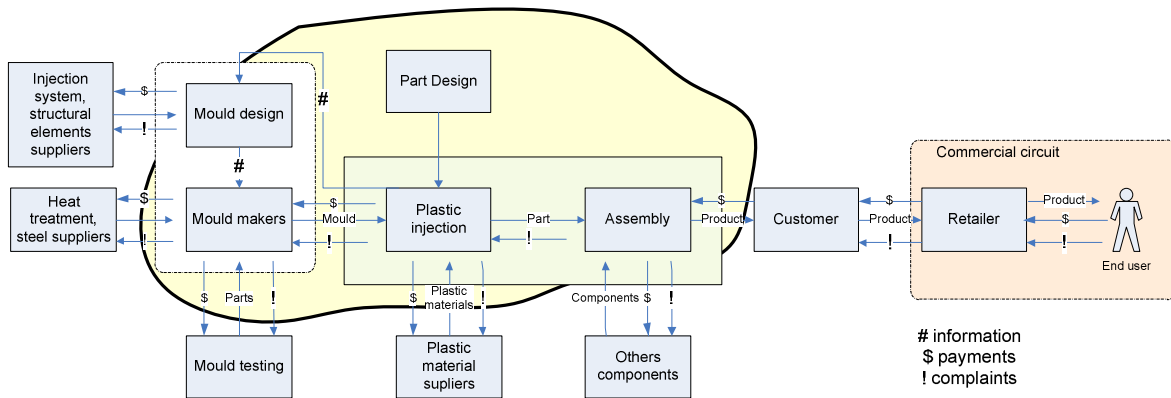 Injection
system,
structural
elements
suppliers
$
!
Mould design
#
#
Part Design
Heat
treatment,
steel suppliers
$
!
Mould makers
$
Mould
!
Plastic
injection
Part
!
Assembly
$
Product
Customer
$
Product
!
Commercial circuit
Retailer
Product
$
!
End user
$
Parts
!
Mould testing
$
Plastic
materials
!
Plastic
material
supliers
Components
$
!
Others
components
# information
$ payments
! complaints